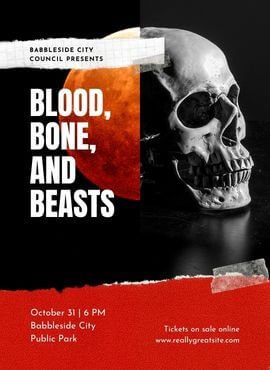 BABBLESIDE CITY
COUNCIL PRESENTS
BLOOD,
BONE,
AND
BEASTS
October 31 | 6 PM
Babbleside City
Public Park
Tickets on sale online
www.reallygreatsite.com